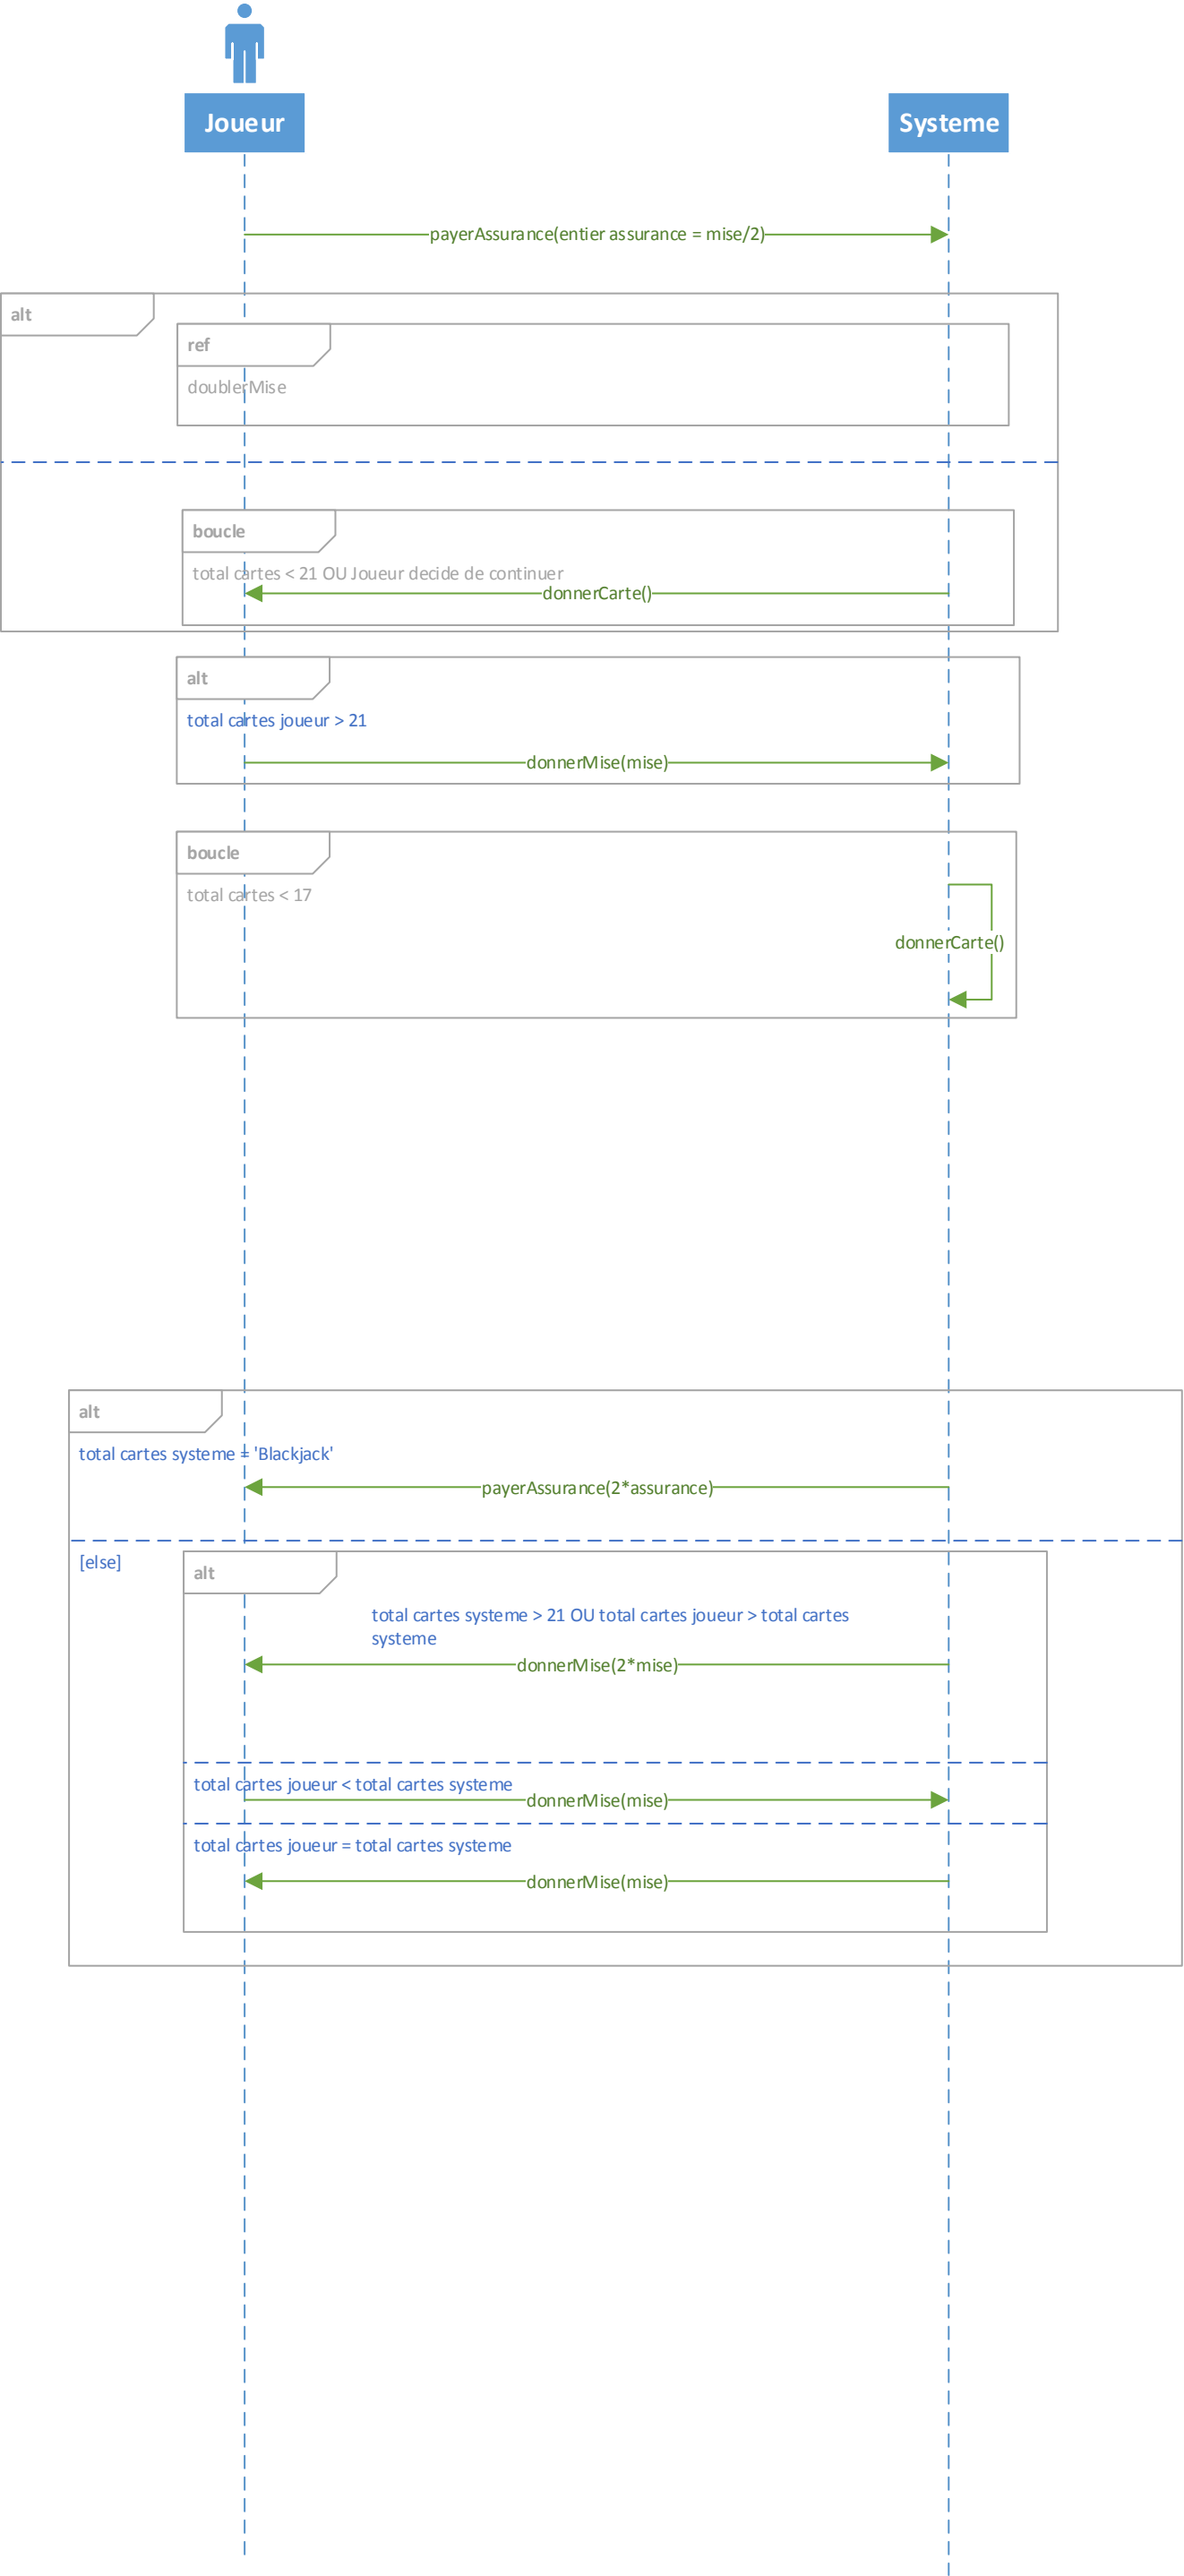 Joueur
Systeme
payerAssurance(entier assurance = mise/2)
alt
ref
doublerMise
boucle
total cartes < 21 OU Joueur decide de continuer
donnerCarte()
alt
total cartes joueur > 21
donnerMise(mise)
boucle
total cartes < 17
donnerCarte()
alt
total cartes systeme = 'Blackjack'
payerAssurance(2*assurance)
[else]
alt
total cartes systeme > 21 OU total cartes joueur > total cartes
systeme
donnerMise(2*mise)
total cartes joueur < total cartes systeme
donnerMise(mise)
total cartes joueur = total cartes systeme
donnerMise(mise)